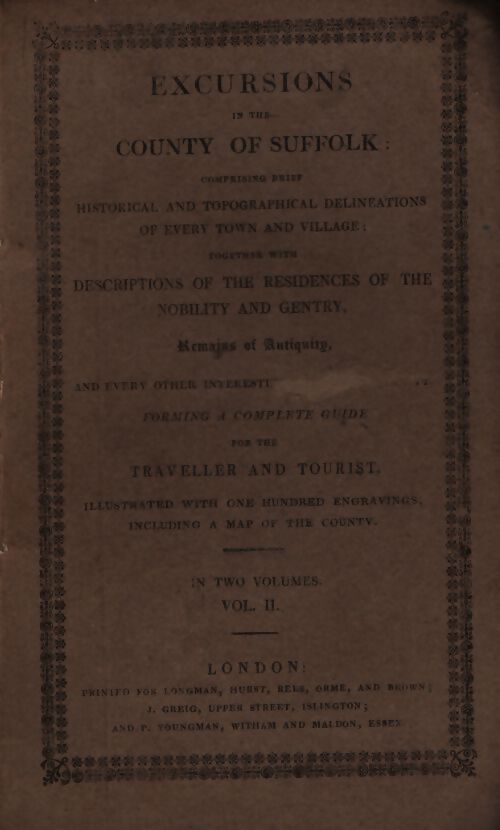 EXCURSIONS
IN THE
COUNTY OF SUFFOLK:
COMPRISING BRIEF
HISTORICAL AND TOPOGRAPHICAL DELINEATIONS
OF EVERY TOWN AND VILLAGE;
TOGETHER WITH
DESCRIPTIONS OF THE RESIDENCES OF THE
NOBILITY AND GENTRY,
Remains of Antiquity,
AND EVERY OTHER
FORMING A COMPLETE GUIDE
FOR THE
TRAVELLER AND TOURIST.
ILLUSTRATED WITH ONE HUNDRED ENGRAVINGS,
INCLUDING A MAP OF THE COUNTY.
IN TWO VOLUMES.
VOL. II.
LONDON:
PRINTED FOR LONGMAN, HURST, REES, ORME, AND BROWN;
J. GREIG, UPPER STREET, ISLINGTON;
AND P. YOUNGMAN, WITHAM AND MALDON, ESSEX.